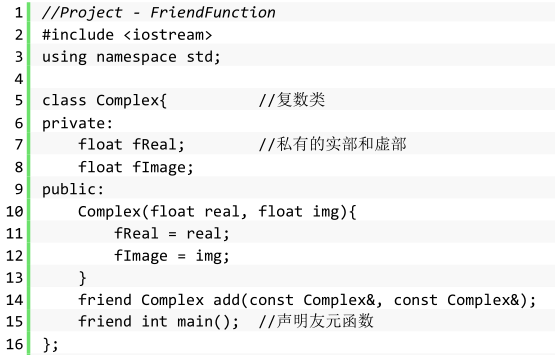 1 //Project - FriendFunction
2 #include <iostream>
3 using namespace std;
4
5 class Complex{ //复数类
6 private:
7 float fReal; //私有的实部和虚部
8 float fImage;
9 public:
10 Complex(float real, float img){
11 fReal = real;
12 fImage = img;
13 }
14 friend Complex add(const Complex&, const Complex&);
15 friend int main(); //声明友元函数
16 };